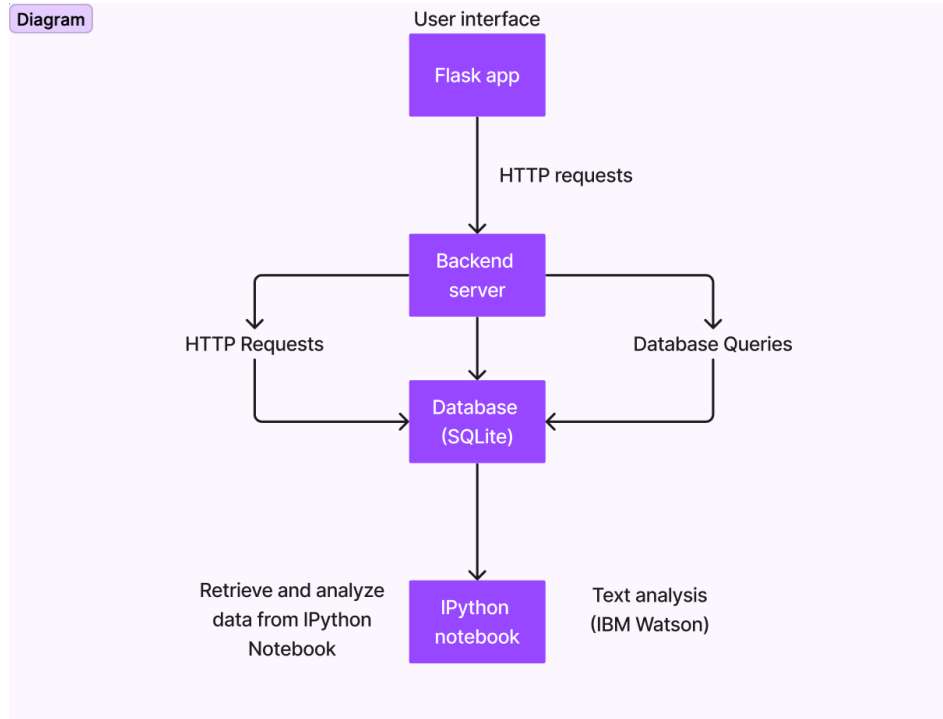 Diagram
User interface
Flask app
HTTP requests
Backend
server
HTTP Requests
Database Queries
Database
(SQLite)
Retrieve and analyze
data from IPython
Notebook
IPython
notebook
Text analysis
(IBM Watson)